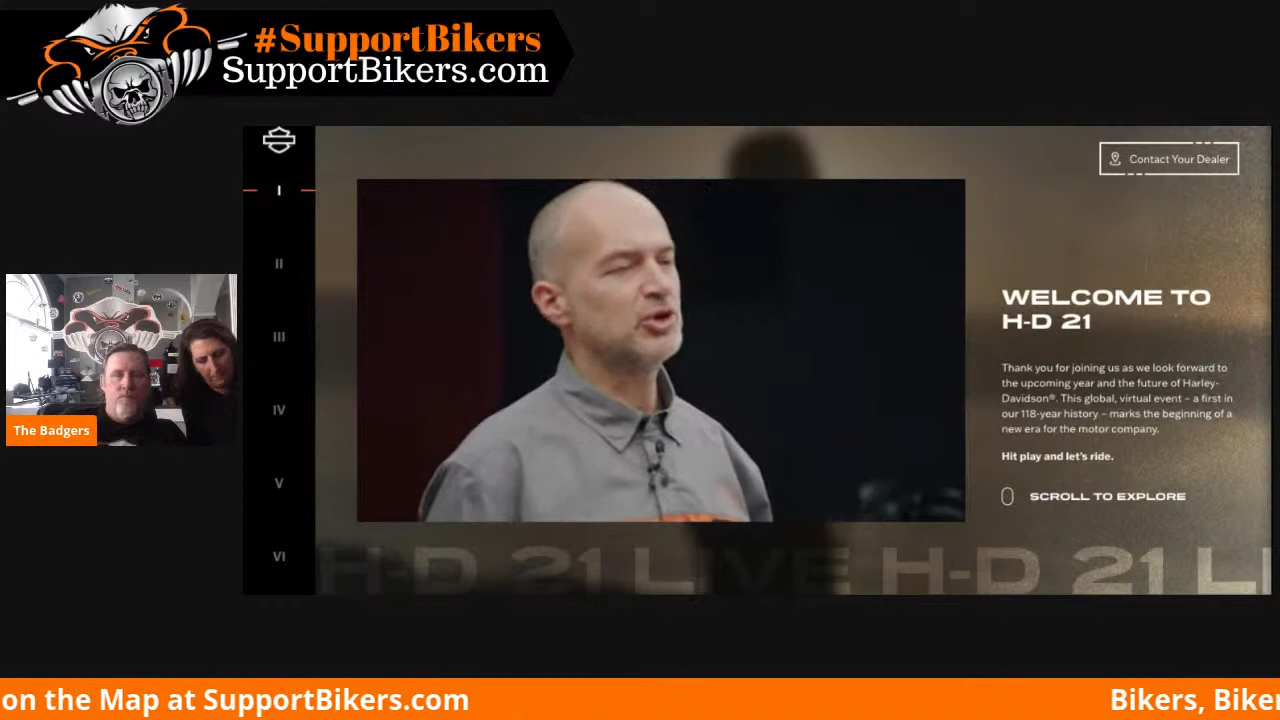 #SupportBikers
SupportBikers.com
Contact Your Dealer
I
II
III
IV
V
VI
WELCOME TO
H-D 21
Thank you for joining us as we look forward to
the upcoming year and the future of Harley-
Davidson®. This global, virtual event – a first in
our 118-year history – marks the beginning of a
new era for the motor company.
Hit play and let's ride.
SCROLL TO EXPLORE
The Badgers
H-D 21 LIVE H-D 21 LI
on the Map at SupportBikers.com
Bikers, Biker